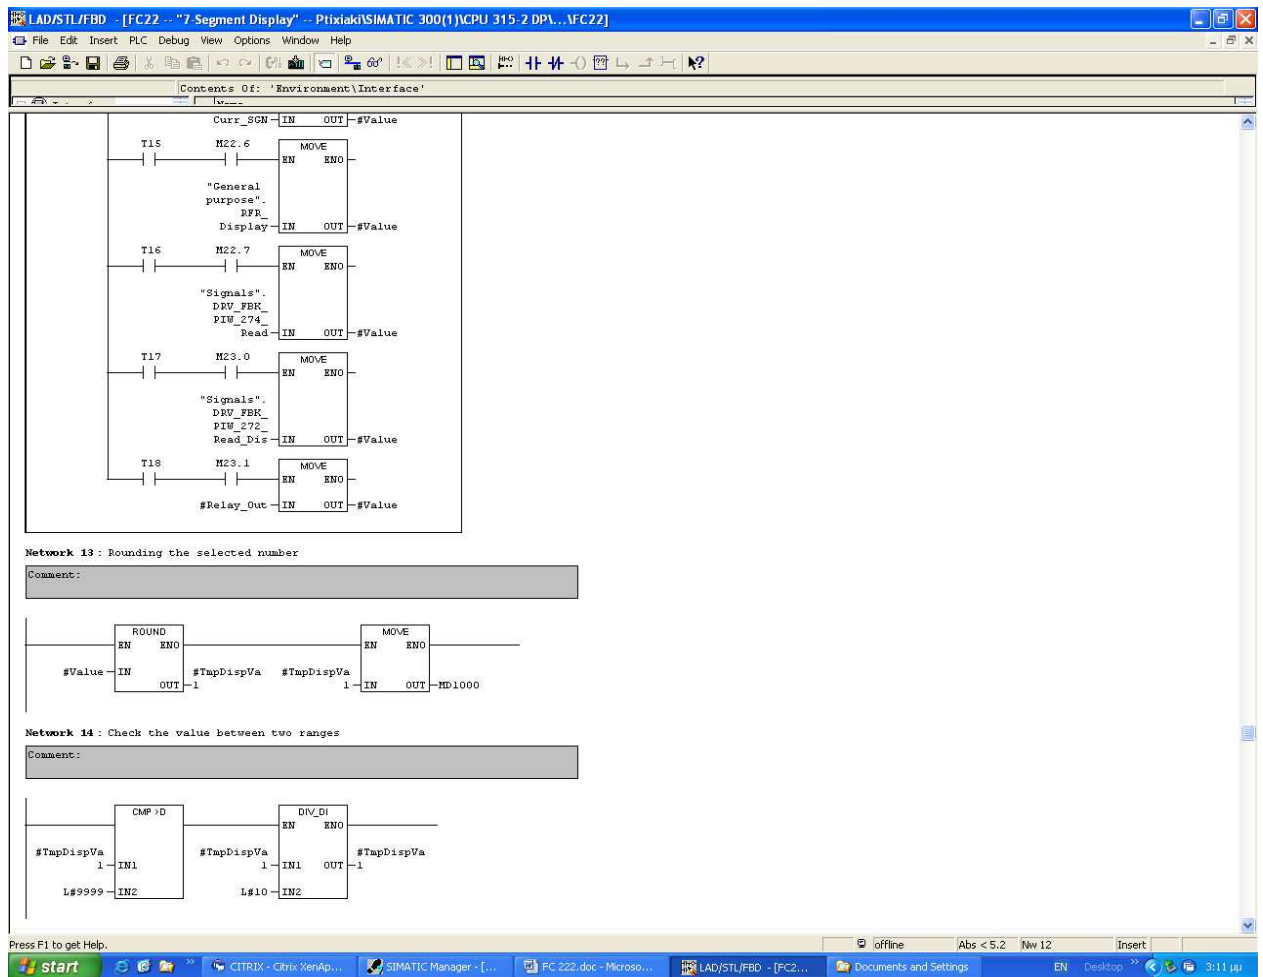 LAD/STL/FBD - [FC22 -- "7-Segment Display" -- Ptixiaki\SIMATIC 300(1)\CPU 315-2 DP\...\FC22]
File Edit Insert PLC Debug View Options Window Help
Contents Of: 'Environment\Interface'
Name
Curr_SGN IN OUT #Value
T15 M22.6 MOVE
EN ENO
"General
purpose".
RFR_
Display IN OUT #Value
T16 M22.7 MOVE
EN ENO
"Signals".
DRV_FBK_
PIW_274_
Read IN OUT #Value
T17 M23.0 MOVE
EN ENO
"Signals".
DRV_FBK_
PIW_272_
Read_Dis IN OUT #Value
T18 M23.1 MOVE
EN ENO
#Relay_Out IN OUT #Value
Network 13 : Rounding the selected number
Comment:
ROUND MOVE
EN ENO EN ENO
#Value IN #TmpDispVa #TmpDispVa
OUT 1 1 IN OUT MD1000
Network 14 : Check the value between two ranges
Comment:
CMP >D DIV_DI
EN ENO
#TmpDispVa #TmpDispVa #TmpDispVa
1 IN1 1 IN1 OUT 1
L#9999 IN2 L#10 IN2
Press F1 to get Help. offline Abs < 5.2 Nw 12 Insert
start CITRIX - Citrix XenAp... SIMATIC Manager - [... FC 222.doc - Microso... LAD/STL/FBD - [FC2... Documents and Settings EN Desktop 3:11 μμ